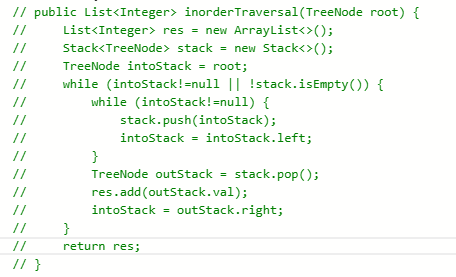 // public List<Integer> inorderTraversal(TreeNode root) {
//     List<Integer> res = new ArrayList<>();
//     Stack<TreeNode> stack = new Stack<>();
//     TreeNode intoStack = root;
//     while (intoStack!=null || !stack.isEmpty()) {
//         while (intoStack!=null) {
//             stack.push(intoStack);
//             intoStack = intoStack.left;
//         }
//         TreeNode outStack = stack.pop();
//         res.add(outStack.val);
//         intoStack = outStack.right;
//     }
//     return res;
// }